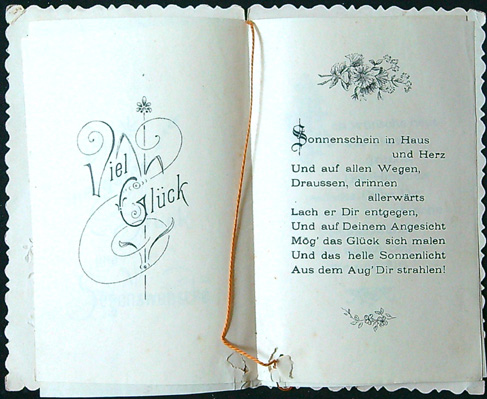 Viel
Glück
Sonnenschein in Haus
und Herz
Und auf allen Wegen,
Draussen, drinnen
allerwärts
Lach er Dir entgegen,
Und auf Deinem Angesicht
Mög' das Glück sich malen
Und das helle Sonnenlicht
Aus dem Aug' Dir strahlen!